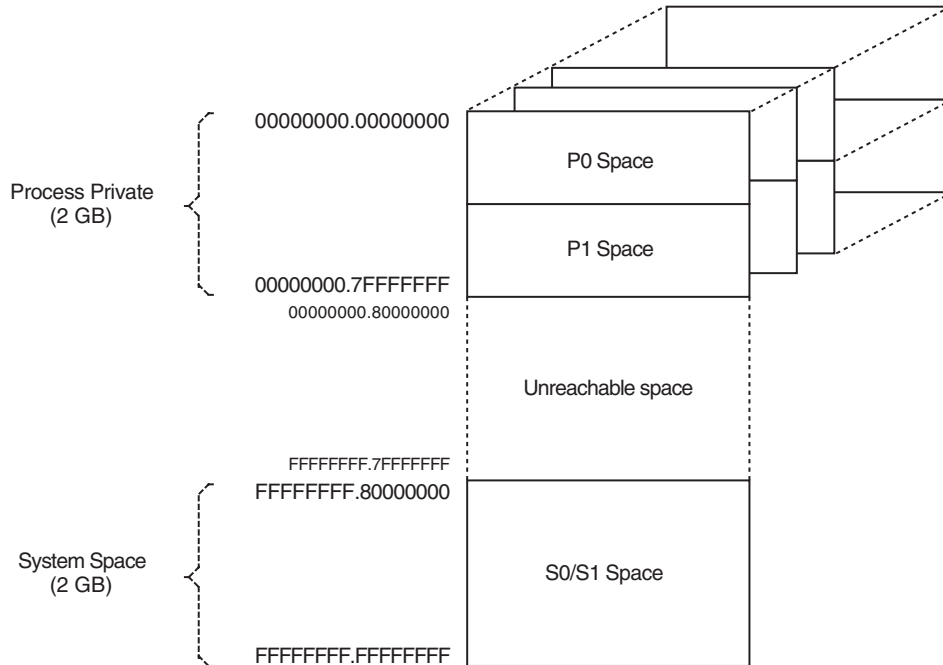 00000000.00000000
P0 Space
Process Private
(2 GB)
P1 Space
00000000.7FFFFFFF
00000000.80000000
Unreachable space
FFFFFFFF.7FFFFFFF
FFFFFFFF.80000000
System Space
(2 GB)
S0/S1 Space
FFFFFFFF.FFFFFFFF